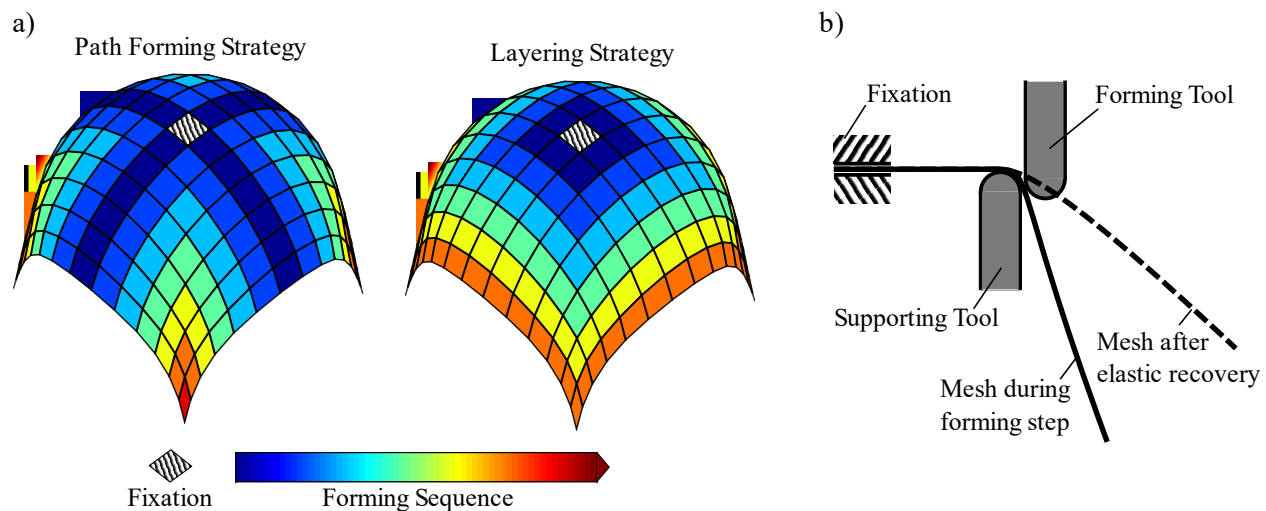 a)
Path Forming Strategy
Layering Strategy
Fixation
Forming Sequence
b)
Fixation
Forming Tool
Supporting Tool
Mesh during
forming step
Mesh after
elastic recovery